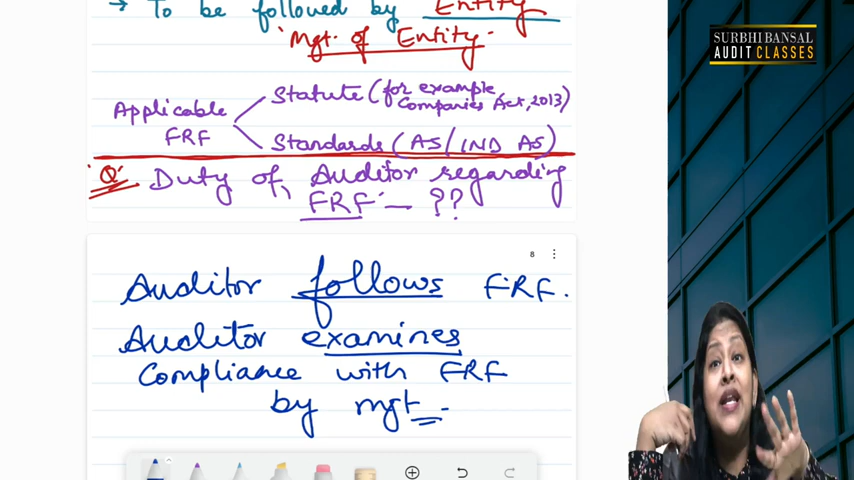 → To be followed by Entity
"Mgt. of Entity."
SURBHI BANSAL
AUDIT CLASSES
Applicable FRF
Statute (for example Companies Act, 2013)
Standards (AS/IND AS)
"Q" Duty of, Auditor regarding
FRF — ??
8
Auditor follows FRF.
Auditor examines
Compliance with FRF
by mgt.